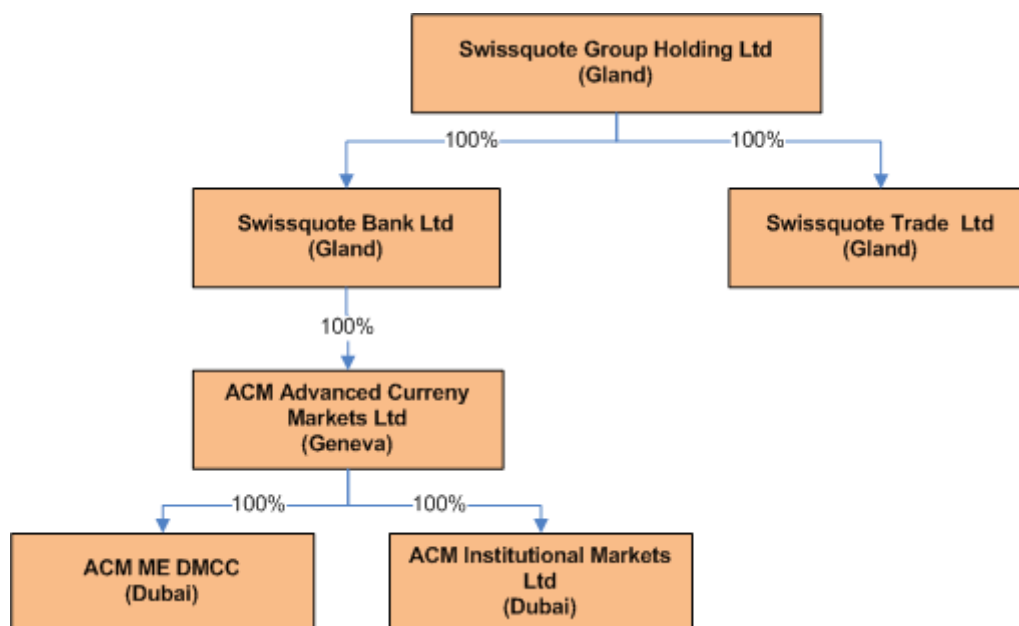 Swissquote Group Holding Ltd
(Gland)
100%
100%
Swissquote Bank Ltd
(Gland)
Swissquote Trade Ltd
(Gland)
100%
ACM Advanced Curreny
Markets Ltd
(Geneva)
100%
100%
ACM ME DMCC
(Dubai)
ACM Institutional Markets
Ltd
(Dubai)